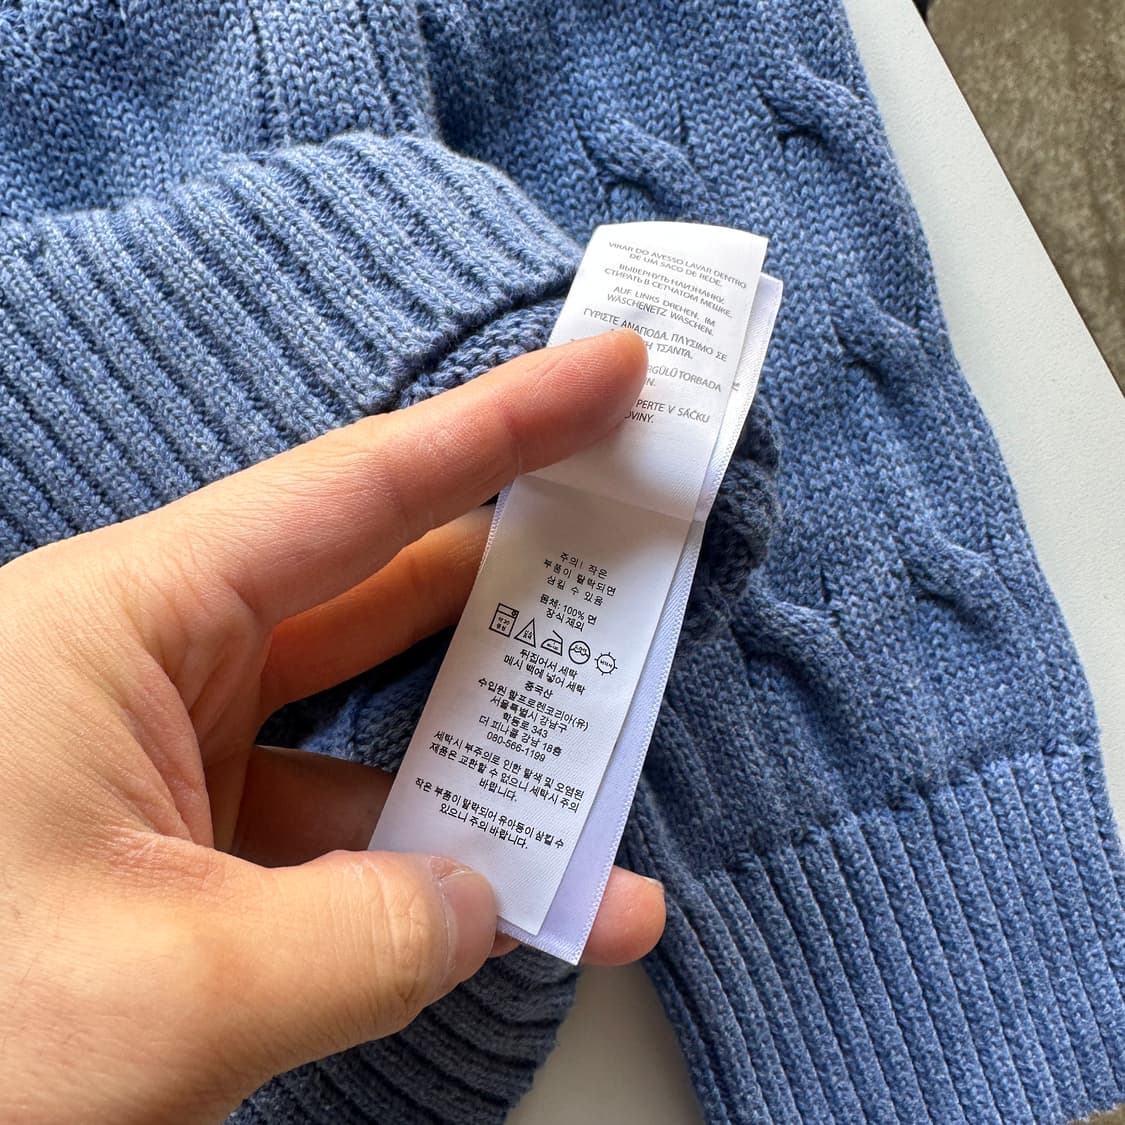 VIRAR DO AVESSO LAVAR DENTRO
DE UM SACO DE REDE.
ВЫВЕРНУТЬ НАИЗНАНКУ.
СТИРАТЬ В СЕТЧАТОМ МЕШКЕ.
AUF LINKS DREHEN. IM
WÄSCHENETZ WASCHEN.
ΓΥΡΙΣΤΕ ΑΝΑΠΟΔΑ. ΠΛΥΣΙΜΟ ΣΕ
ΤΣΑΝΤΑ.
TORBADA
PERTE V SÁČKU
주의! 작은
부품이 탈락되면
삼킬 수 있음
몸체: 100% 면
장식 제외
뒤집어서 세탁
메시 백에 넣어 세탁
중국산
수입원 랄프로렌코리아(유)
서울특별시 강남구
학동로 343
더 피나클 강남 18층
080-566-1199
세탁시 부주의로 인한 탈색 및 오염된
제품은 교환할 수 없으니 세탁시 주의
바랍니다.
작은 부품이 탈락되어 유아등이 삼킬 수
있으니 주의 바랍니다.